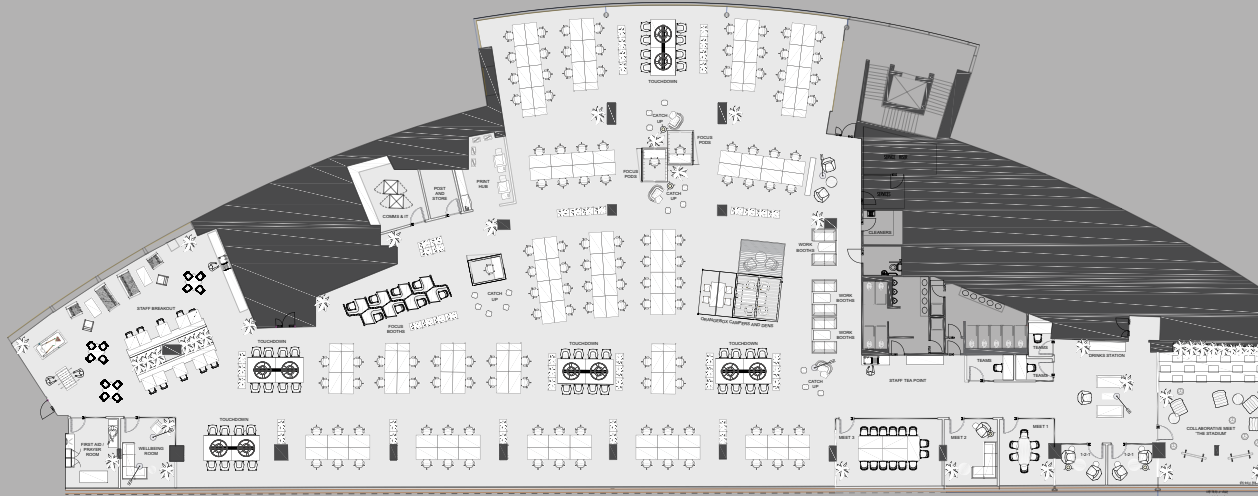 TOUCHDOWN
CATCH
UP
FOCUS
PODS
FOCUS
PODS
CATCH
UP
PRINT
HUB
POST
AND
STORE
COMMS & IT
CLEANERS
WORK
BOOTHS
STAFF BREAKOUT
CATCH
UP
FOCUS
BOOTHS
WORK
BOOTHS
WORK
BOOTHS
TOUCHDOWN
TOUCHDOWN
TOUCHDOWN
TEAMS
TEAMS
TEAMS
DRINKS STATION
STAFF TEA POINT
CATCH
UP
TOUCHDOWN
FIRST AID /
PRAYER
ROOM
WELLBEING
ROOM
MEET 3
MEET 2
MEET 1
1-2-1
1-2-1
COLLABORATIVE MEET
'THE STADIUM'